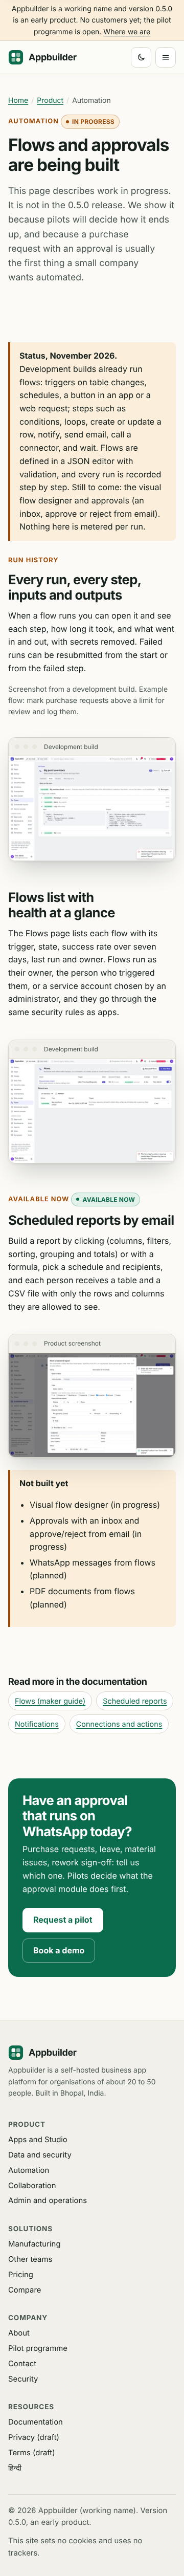 Appbuilder is a working name and version 0.5.0
is an early product. No customers yet; the pilot
programme is open. Where we are
Appbuilder
Home / Product / Automation
AUTOMATION IN PROGRESS
Flows and approvals
are being built
This page describes work in progress.
It is not in the 0.5.0 release. We show it
because pilots will decide how it ends
up, and because a purchase
request with an approval is usually
the first thing a small company
wants automated.
Status, November 2026.
Development builds already run
flows: triggers on table changes,
schedules, a button in an app or a
web request; steps such as
conditions, loops, create or update a
row, notify, send email, call a
connector, and wait. Flows are
defined in a JSON editor with
validation, and every run is recorded
step by step. Still to come: the visual
flow designer and approvals (an
inbox, approve or reject from email).
Nothing here is metered per run.
RUN HISTORY
Every run, every step,
inputs and outputs
When a flow runs you can open it and see
each step, how long it took, and what went
in and out, with secrets removed. Failed
runs can be resubmitted from the start or
from the failed step.
Screenshot from a development build. Example
flow: mark purchase requests above a limit for
review and log them.
Development build
Flows list with
health at a glance
The Flows page lists each flow with its
trigger, state, success rate over seven
days, last run and owner. Flows run as
their owner, the person who triggered
them, or a service account chosen by an
administrator, and they go through the
same security rules as apps.
Development build
AVAILABLE NOW AVAILABLE NOW
Scheduled reports by email
Build a report by clicking (columns, filters,
sorting, grouping and totals) or with a
formula, pick a schedule and recipients,
and each person receives a table and a
CSV file with only the rows and columns
they are allowed to see.
Product screenshot
Not built yet
• Visual flow designer (in progress)
• Approvals with an inbox and
approve/reject from email (in
progress)
• WhatsApp messages from flows
(planned)
• PDF documents from flows
(planned)
Read more in the documentation
Flows (maker guide)
Scheduled reports
Notifications
Connections and actions
Have an approval
that runs on
WhatsApp today?
Purchase requests, leave, material
issues, rework sign-off: tell us
which one. Pilots decide what the
approval module does first.
Request a pilot
Book a demo
Appbuilder
Appbuilder is a self-hosted business app
platform for organisations of about 20 to 50
people. Built in Bhopal, India.
PRODUCT
Apps and Studio
Data and security
Automation
Collaboration
Admin and operations
SOLUTIONS
Manufacturing
Other teams
Pricing
Compare
COMPANY
About
Pilot programme
Contact
Security
RESOURCES
Documentation
Privacy (draft)
Terms (draft)
हिन्दी
© 2026 Appbuilder (working name). Version
0.5.0, an early product.
This site sets no cookies and uses no
trackers.